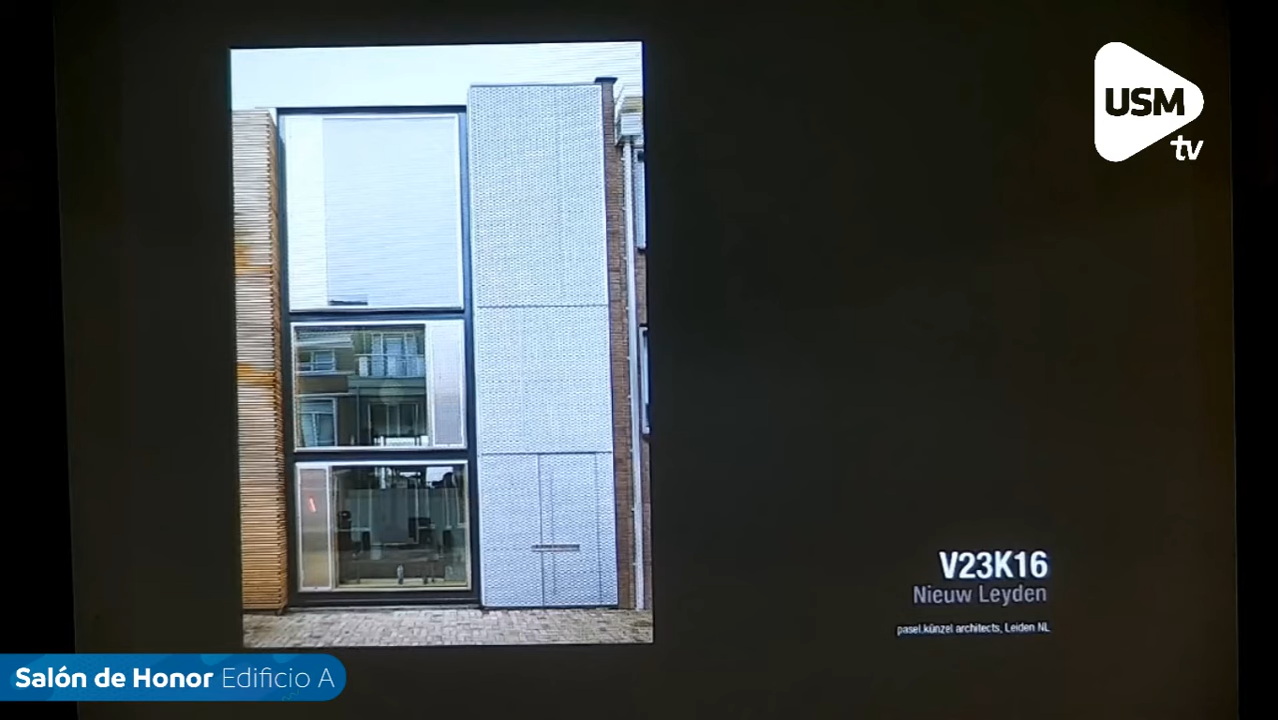 USM
tv
V23K16
Nieuw Leyden
pasel.künzel architects, Leiden NL
Salón de Honor Edificio A